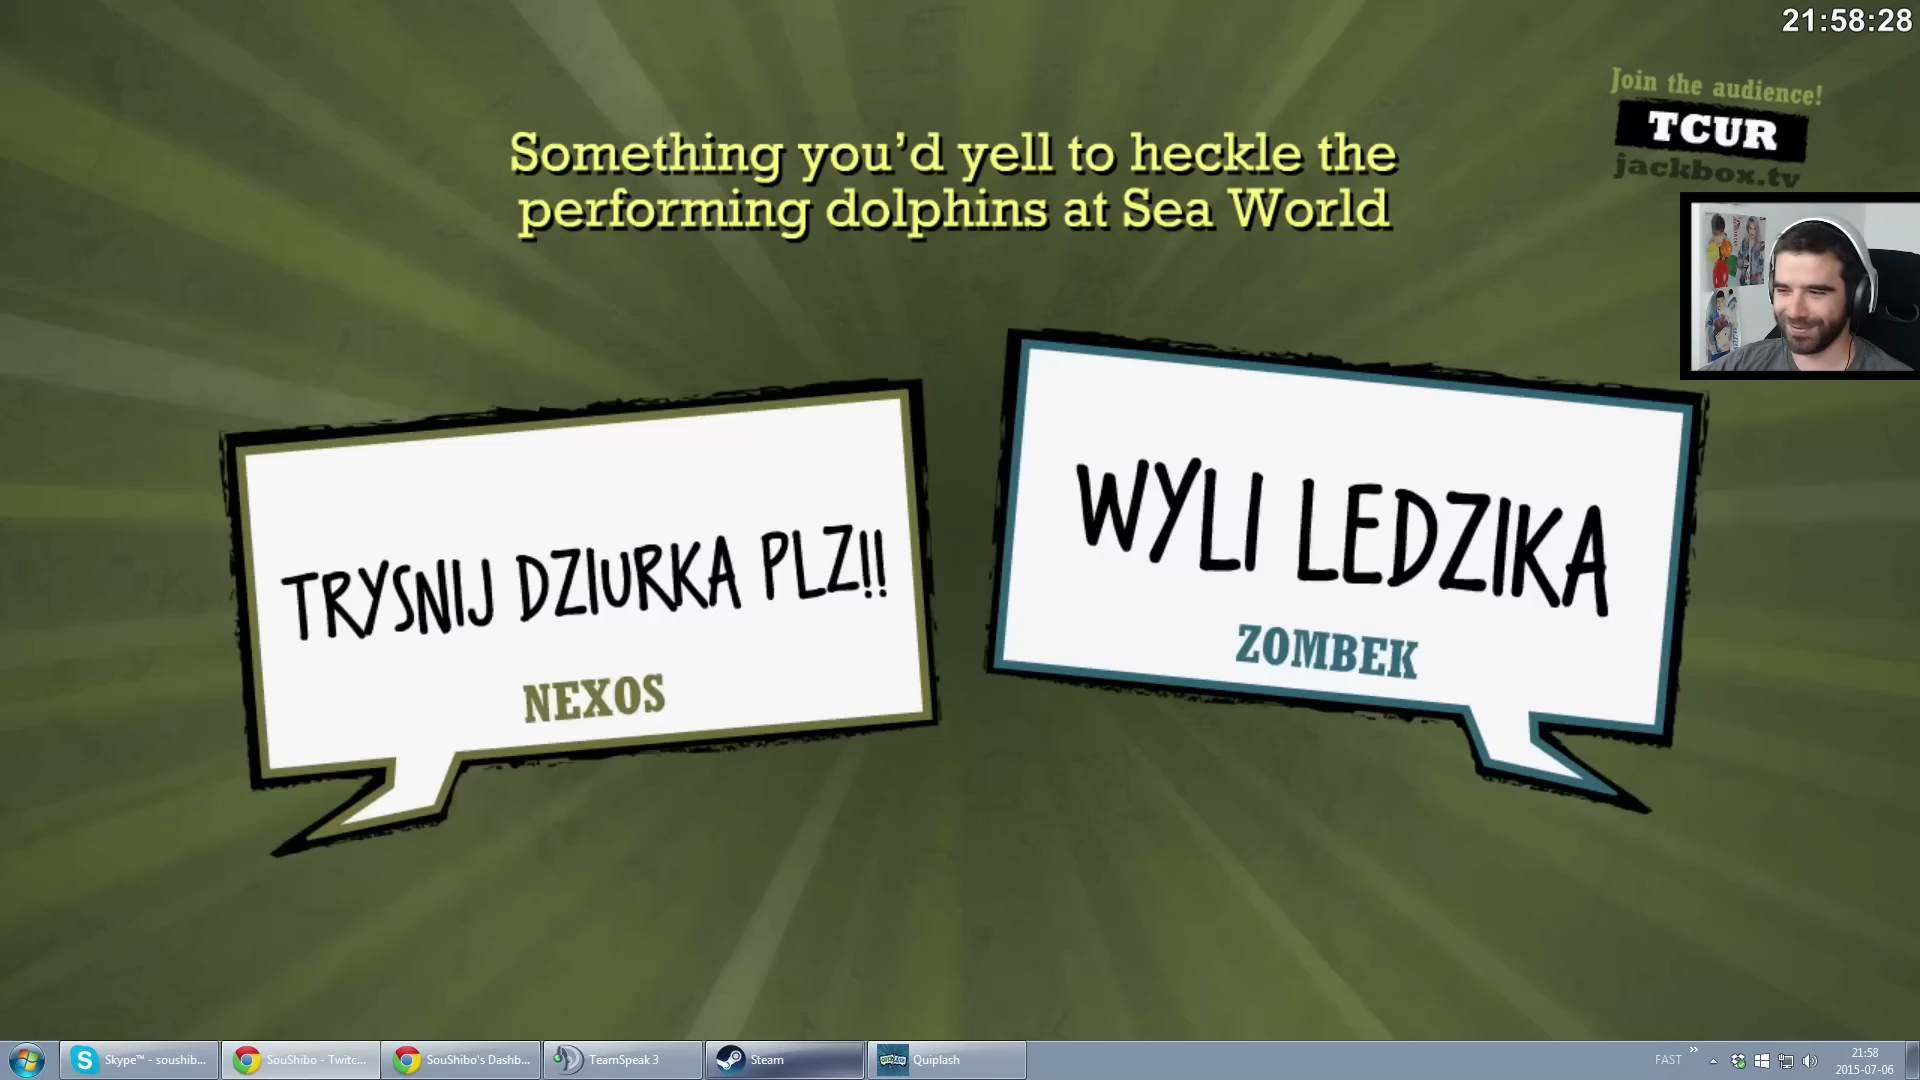 21:58:28
Join the audience!
TCUR
jackbox.tv
Something you'd yell to heckle the
performing dolphins at Sea World
TRYSNIJ DZIURKA PLZ!!
NEXOS
WYLI LEDZIKA
ZOMBEK
Skype™ - soushib...
SouShibo - Twitc...
SouShibo's Dashb...
TeamSpeak 3
Steam
Quiplash
FAST
21:58
2015-07-06